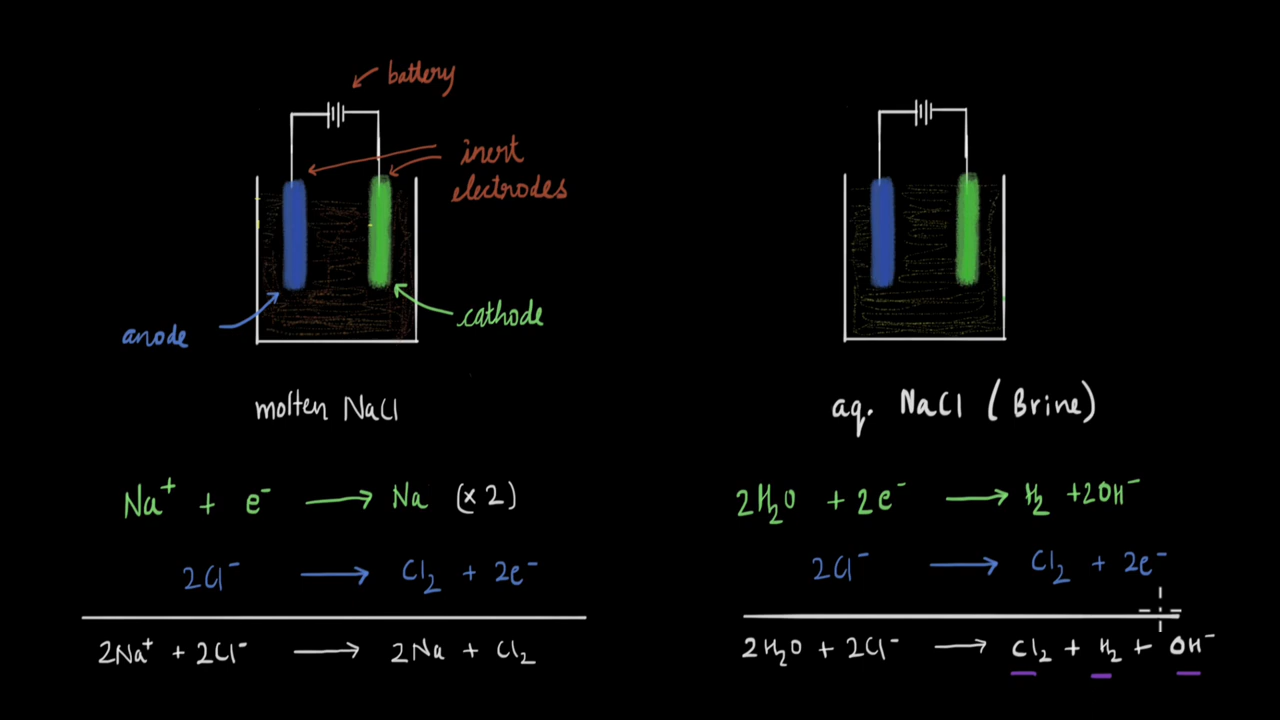 battery
inert
electrodes
anode
cathode
molten NaCl
Na⁺ + e⁻ → Na (×2)
2Cl⁻ → Cl₂ + 2e⁻
2Na⁺ + 2Cl⁻ → 2Na + Cl₂
aq. NaCl (Brine)
2H₂O + 2e⁻ → H₂ +2OH⁻
2Cl⁻ → Cl₂ + 2e⁻
2H₂O + 2Cl⁻ → Cl₂ + H₂ + OH⁻